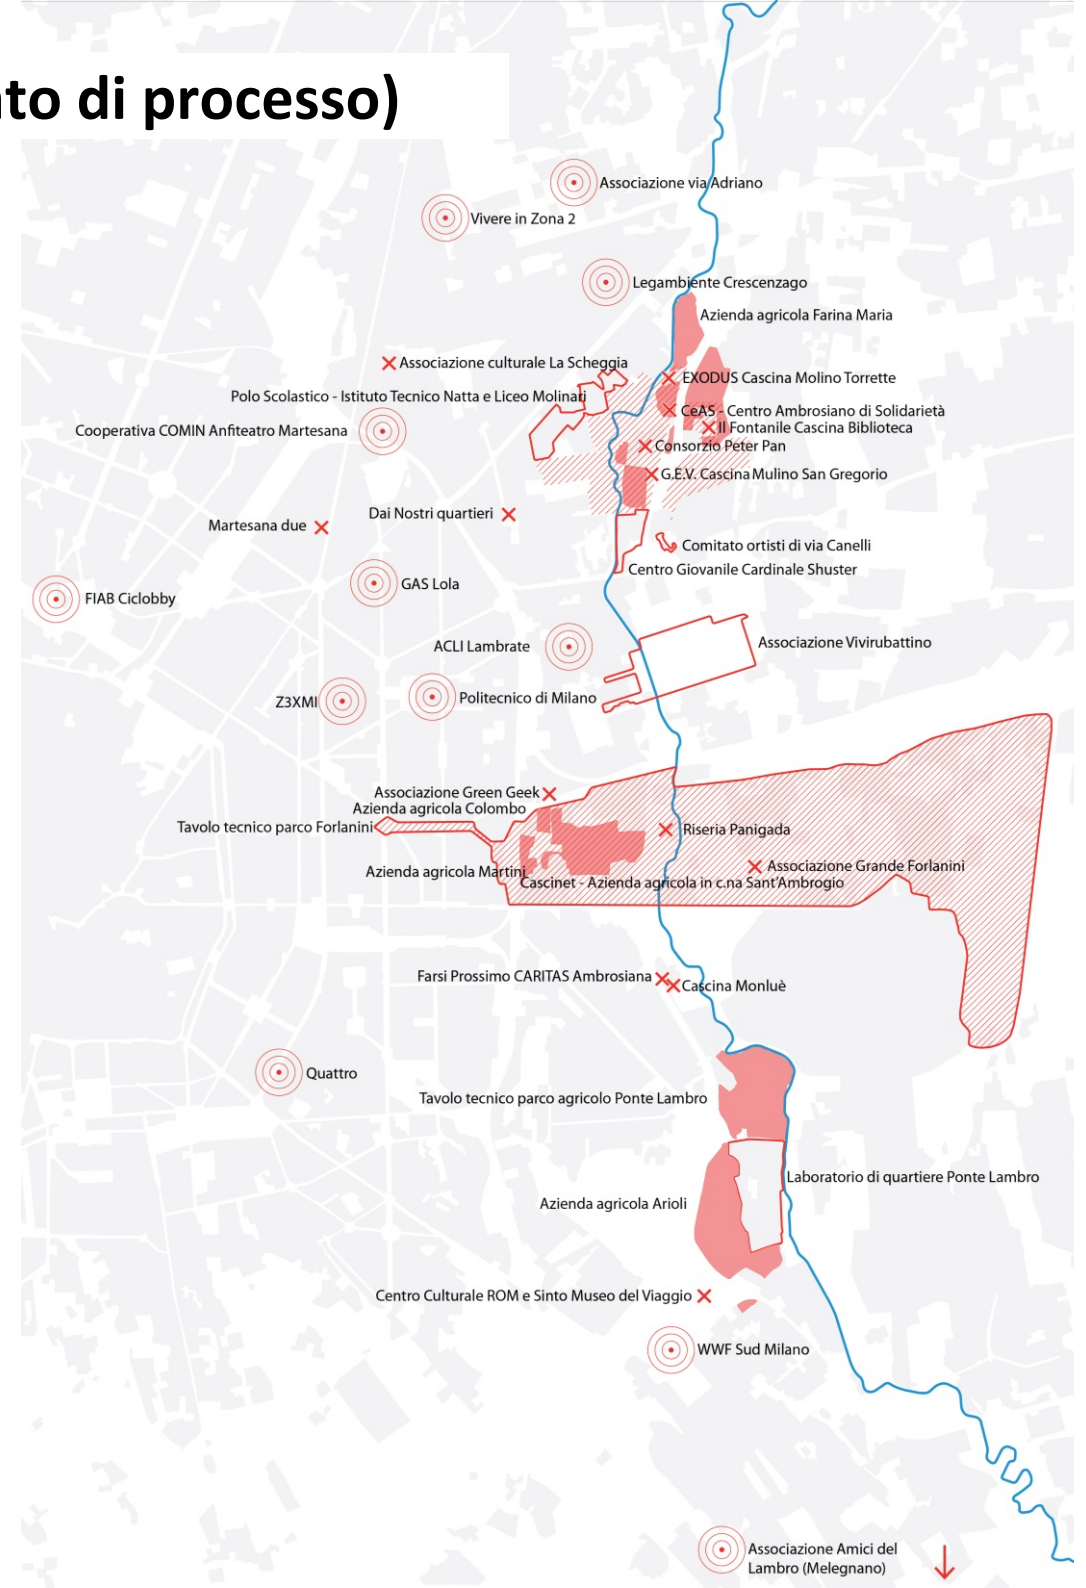 nto di processo)
Associazione via Adriano
Vivere in Zona 2
Legambiente Crescenzago
Azienda agricola Farina Maria
Associazione culturale La Scheggia
EXODUS Cascina Molino Torrette
Polo Scolastico - Istituto Tecnico Natta e Liceo Molinari
CeAS - Centro Ambrosiano di Solidarietà
Il Fontanile Cascina Biblioteca
Cooperativa COMIN Anfiteatro Martesana
Consorzio Peter Pan
G.E.V. Cascina Mulino San Gregorio
Dai Nostri quartieri
Martesana due
Comitato ortisti di via Canelli
Centro Giovanile Cardinale Shuster
GAS Lola
FIAB Ciclobby
ACLI Lambrate
Associazione Vivirubattino
Z3XMI
Politecnico di Milano
Associazione Green Geek
Azienda agricola Colombo
Tavolo tecnico parco Forlanini
Riseria Panigada
Associazione Grande Forlanini
Azienda agricola Martini
Cascinet - Azienda agricola in c.na Sant'Ambrogio
Farsi Prossimo CARITAS Ambrosiana
Cascina Monluè
Quattro
Tavolo tecnico parco agricolo Ponte Lambro
Laboratorio di quartiere Ponte Lambro
Azienda agricola Arioli
Centro Culturale ROM e Sinto Museo del Viaggio
WWF Sud Milano
Associazione Amici del
Lambro (Melegnano)